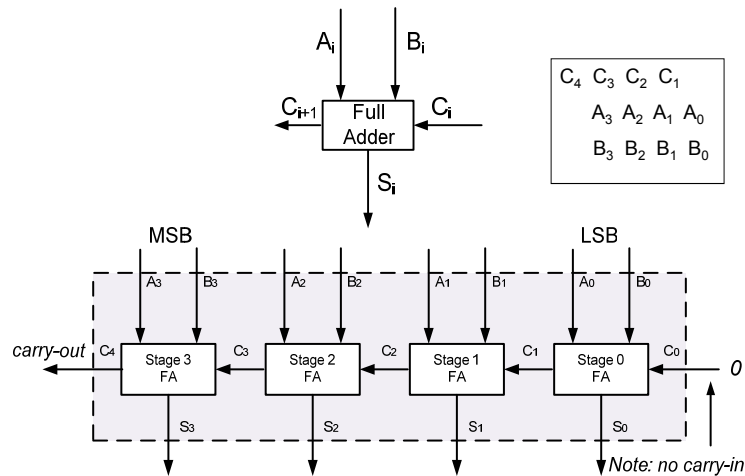 Ai Bi
Ci+1 Full Adder Ci
Si
C4 C3 C2 C1
A3 A2 A1 A0
B3 B2 B1 B0
MSB LSB
A3 B3 A2 B2 A1 B1 A0 B0
carry-out C4 Stage 3 FA C3 Stage 2 FA C2 Stage 1 FA C1 Stage 0 FA C0 0
S3 S2 S1 S0
Note: no carry-in